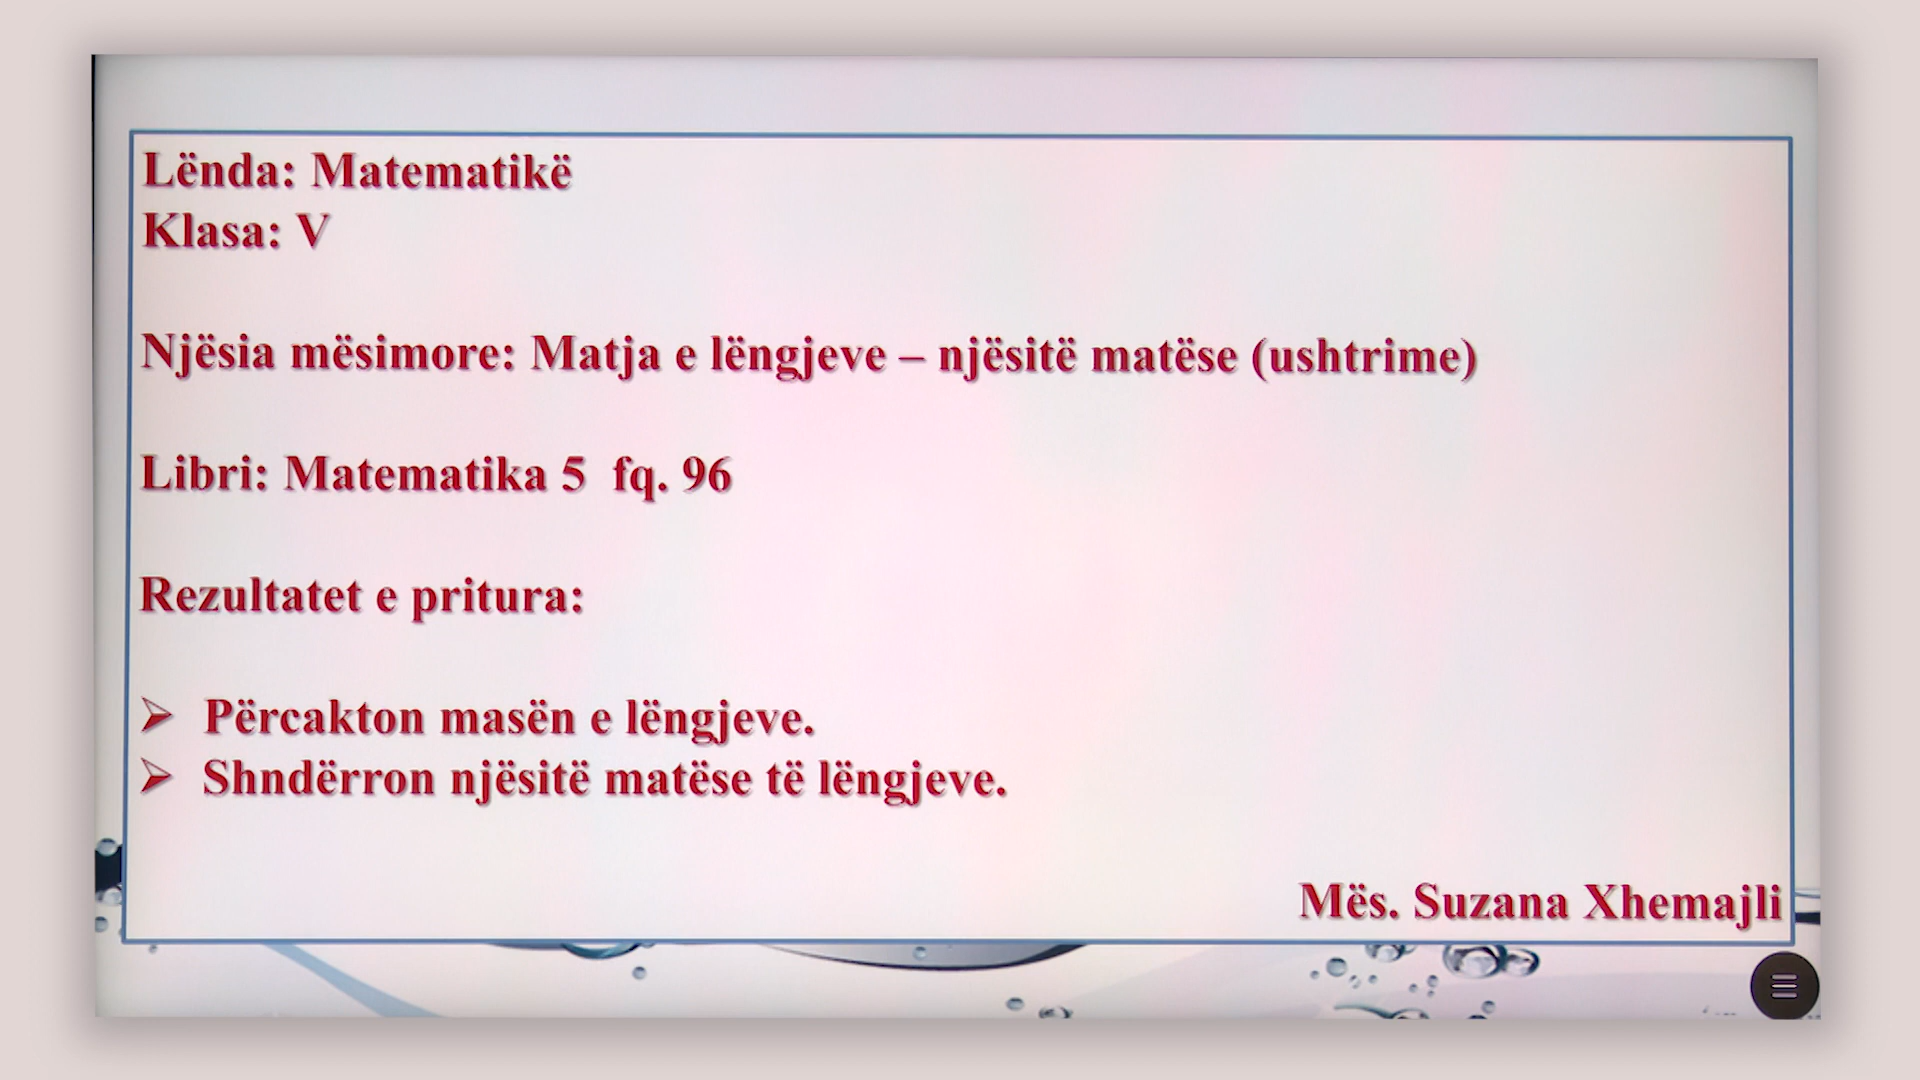 Lënda: Matematikë
Klasa: V
Njësia mësimore: Matja e lëngjeve – njësitë matëse (ushtrime)
Libri: Matematika 5 fq. 96
Rezultatet e pritura:
➢ Përcakton masën e lëngjeve.
➢ Shndërron njësitë matëse të lëngjeve.
Mës. Suzana Xhemajli